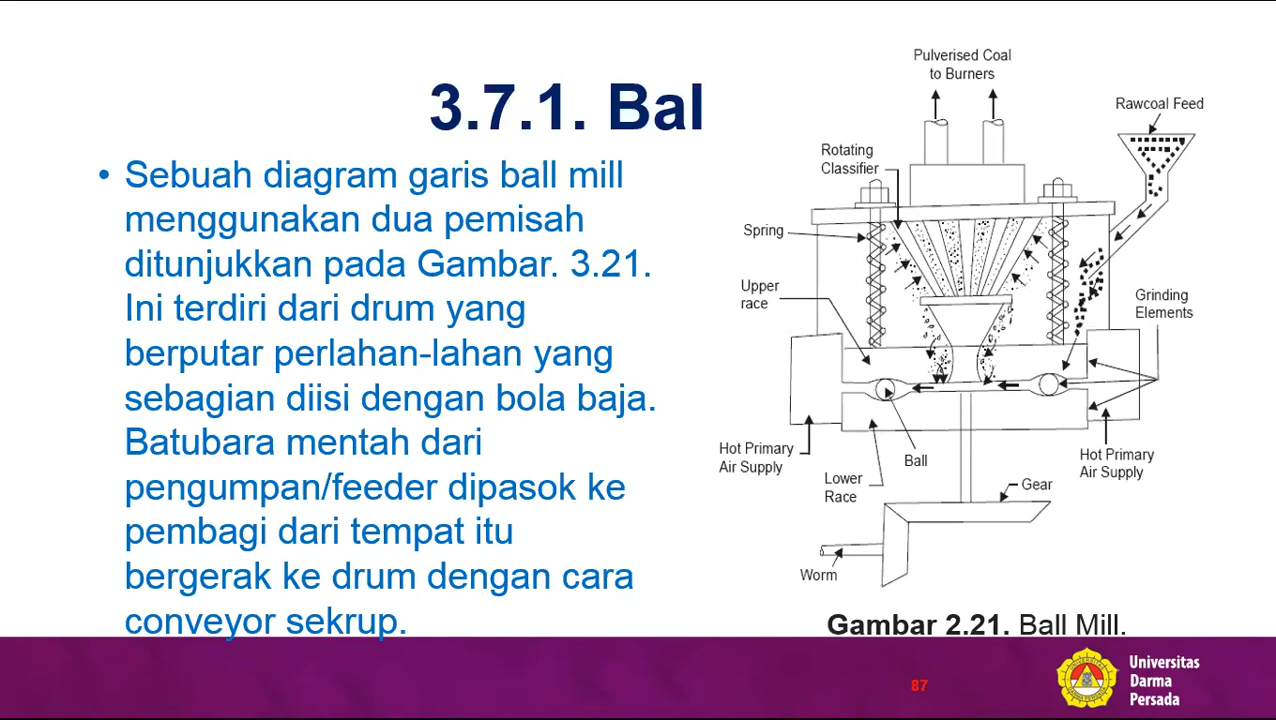 3.7.1. Bal
• Sebuah diagram garis ball mill
menggunakan dua pemisah
ditunjukkan pada Gambar. 3.21.
Ini terdiri dari drum yang
berputar perlahan-lahan yang
sebagian diisi dengan bola baja.
Batubara mentah dari
pengumpan/feeder dipasok ke
pembagi dari tempat itu
bergerak ke drum dengan cara
conveyor sekrup.
Pulverised Coal
to Burners
Rawcoal Feed
Rotating
Classifier
Spring
Upper
race
Grinding
Elements
Hot Primary
Air Supply
Ball
Lower
Race
Hot Primary
Air Supply
Gear
Worm
Gambar 2.21. Ball Mill.
87
Universitas
Darma
Persada